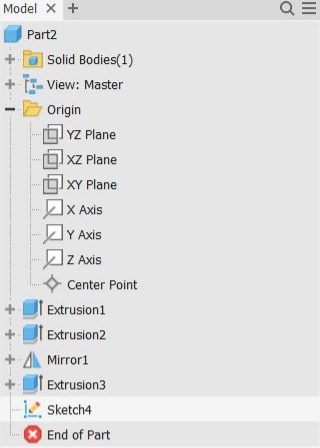 Model
Part2
Solid Bodies(1)
View: Master
Origin
YZ Plane
XZ Plane
XY Plane
X Axis
Y Axis
Z Axis
Center Point
Extrusion1
Extrusion2
Mirror1
Extrusion3
Sketch4
End of Part